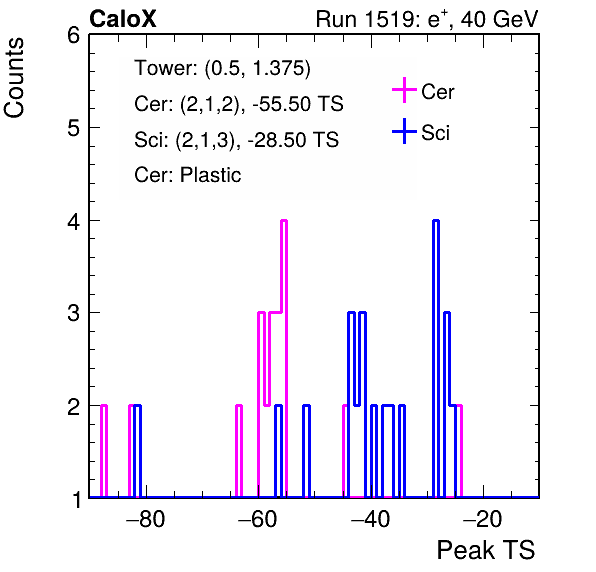 CaloX Run 1519: e⁺, 40 GeV
Counts
6
Tower: (0.5, 1.375)
Cer: (2,1,2), -55.50 TS
Sci: (2,1,3), -28.50 TS
Cer: Plastic
Cer
Sci
5
4
3
2
1
−80 −60 −40 −20
Peak TS